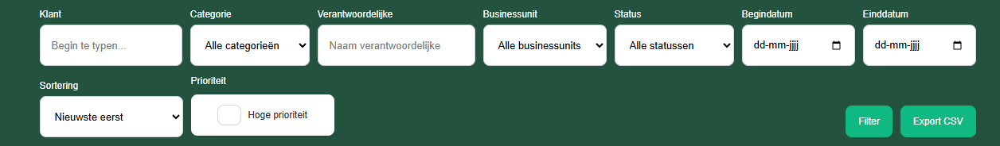 Klant Categorie Verantwoordelijke Businessunit Status Begindatum Einddatum
Begin te typen... Alle categorieën Naam verantwoordelijke Alle businessunits Alle statussen dd-mm-jjjj dd-mm-jjjj
Sortering Prioriteit
Nieuwste eerst Hoge prioriteit Filter Export CSV